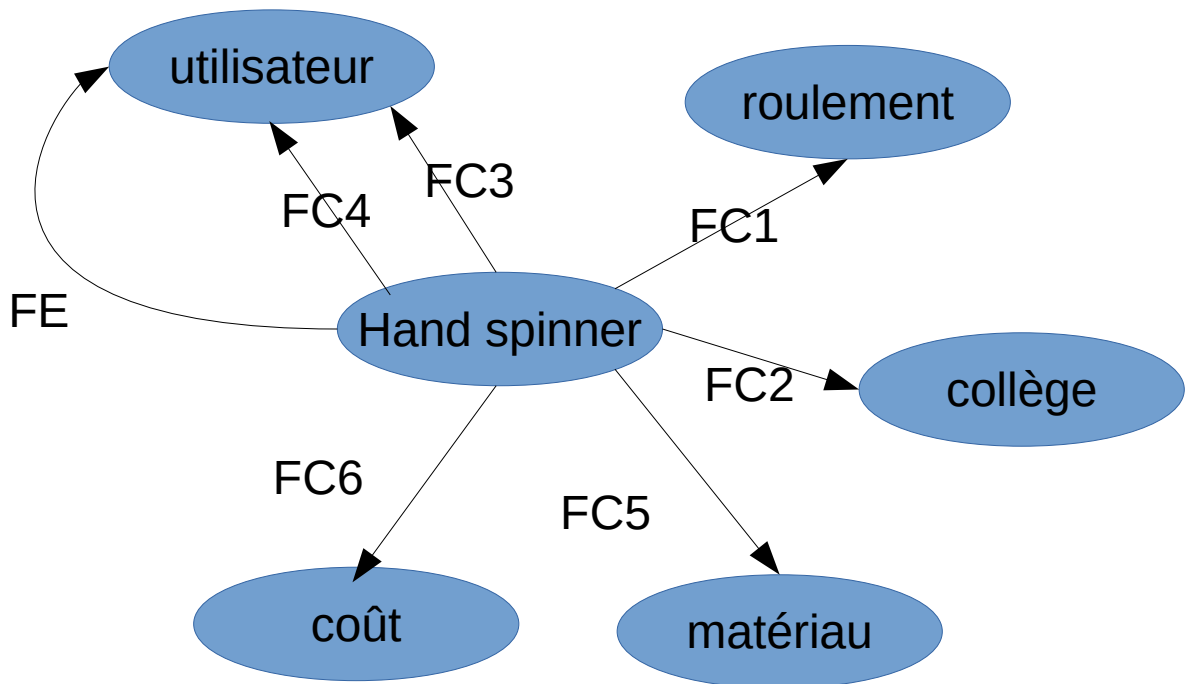 utilisateur
roulement
FC3
FC4
FC1
FE
Hand spinner
FC2
collège
FC6
FC5
coût
matériau